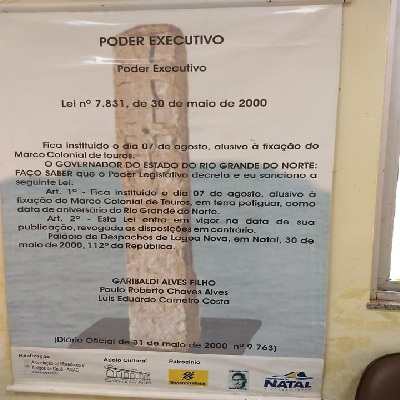 PODER EXECUTIVO
Poder Executivo
Lei nº 7.831, de 30 de maio de 2000
Fica instituído o dia 07 de agosto, alusivo à fixação do
Marco Colonial de touros.
O GOVERNADOR DO ESTADO DO RIO GRANDE DO NORTE:
FAÇO SABER que o Poder Legislativo decreta e eu sanciono a
seguinte Lei:
Art. 1º - Fica instituído o dia 07 de agosto, alusivo à
fixação do Marco Colonial de Touros, em terra potiguar, como
data de aniversário do Rio Grande do Norte.
Art. 2º - Esta Lei entra em vigor na data de sua
publicação, revogada as disposições em contrário.
Palácio de Despachos de Lagoa Nova, em Natal, 30 de
maio de 2000, 112º da República.
GARIBALDI ALVES FILHO
Paulo Roberto Chaves Alves
Luis Eduardo Carneiro Costa
(Diário Oficial de 31 de maio de 2000 nº 9.763)
Realização
Apoio Cultural
Patrocínio
NATAL